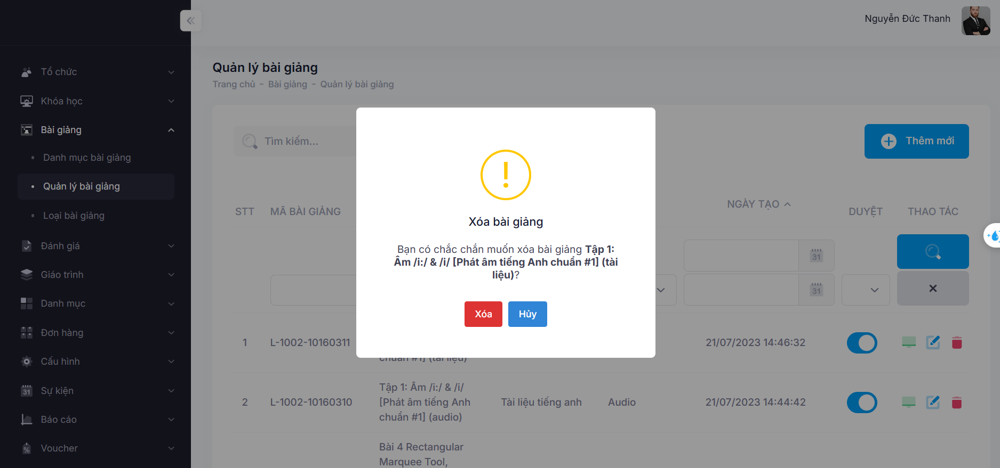 Nguyễn Đức Thanh
Tổ chức
Khóa học
Bài giảng
Danh mục bài giảng
Quản lý bài giảng
Loại bài giảng
Đánh giá
Giáo trình
Danh mục
Đơn hàng
Cấu hình
Sự kiện
Báo cáo
Voucher
Quản lý bài giảng
Trang chủ - Bài giảng - Quản lý bài giảng
Tìm kiếm...
Thêm mới
STT MÃ BÀI GIẢNG NGÀY TẠO DUYỆT THAO TÁC
31
31
Xóa bài giảng
Bạn có chắc chắn muốn xóa bài giảng Tập 1:
Âm /i:/ & /i/ [Phát âm tiếng Anh chuẩn #1] (tài
liệu)?
Xóa Hủy
1 L-1002-10160311 21/07/2023 14:46:32
chuẩn #1] (tài liệu)
2 L-1002-10160310 Tập 1: Âm /i:/ & /i/
[Phát âm tiếng Anh
chuẩn #1] (audio)
Tài liệu tiếng anh Audio 21/07/2023 14:44:42
Bài 4 Rectangular
Marquee Tool,